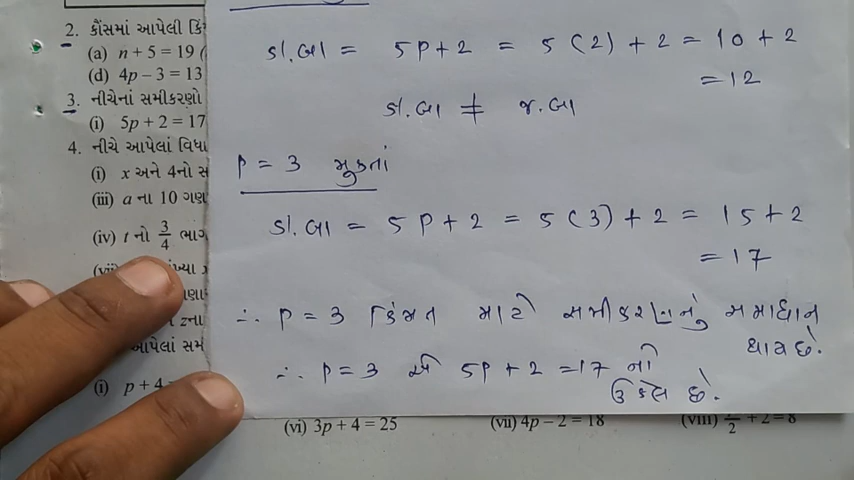 2. કૌંસમાં આપેલી કિં
(a) n + 5 = 19 (
(d) 4p – 3 = 13
3. નીચેનાં સમીકરણો
(i) 5p + 2 = 17
4. નીચે આપેલાં વિધા
(i) x અને 4નો સ
(iii) a ના 10 ગણ
(iv) t નો 3/4 ભાગ
આપેલાં સમ
(i) p + 4
(vi) 3p + 4 = 25 (vii) 4p – 2 = 18 (viii) + 2 = 8
ડા.બા = 5p + 2 = 5 (2) + 2 = 10 + 2
= 12
ડા.બા ≠ જ.બા
p = 3 મુકતાં
ડા.બા = 5p + 2 = 5 (3) + 2 = 15 + 2
= 17
∴ p = 3 કિંમત માટે સમીકરણનું સમાધાન
થાય છે.
∴ p = 3 એ 5p + 2 = 17 નો
ઉકેલ છે.